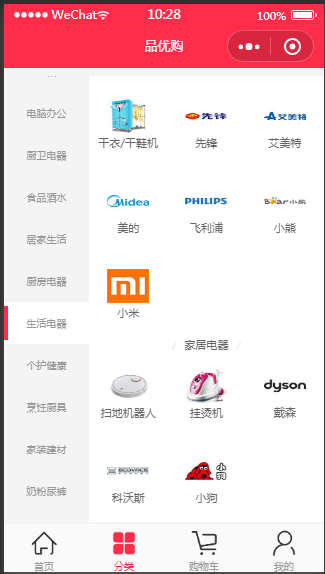 WeChat 10:28 100%
品优购
电脑办公
厨卫电器
食品酒水
居家生活
厨房电器
生活电器
个护健康
烹饪厨具
家装建材
奶粉尿裤
先锋 艾美特
干衣/干鞋机 先锋 艾美特
Midea PHILIPS Bear小熊
美的 飞利浦 小熊
mi
小米
/ 家居电器 /
dyson
扫地机器人 挂烫机 戴森
ECOVACS 小狗
科沃斯 小狗
首页 分类 购物车 我的